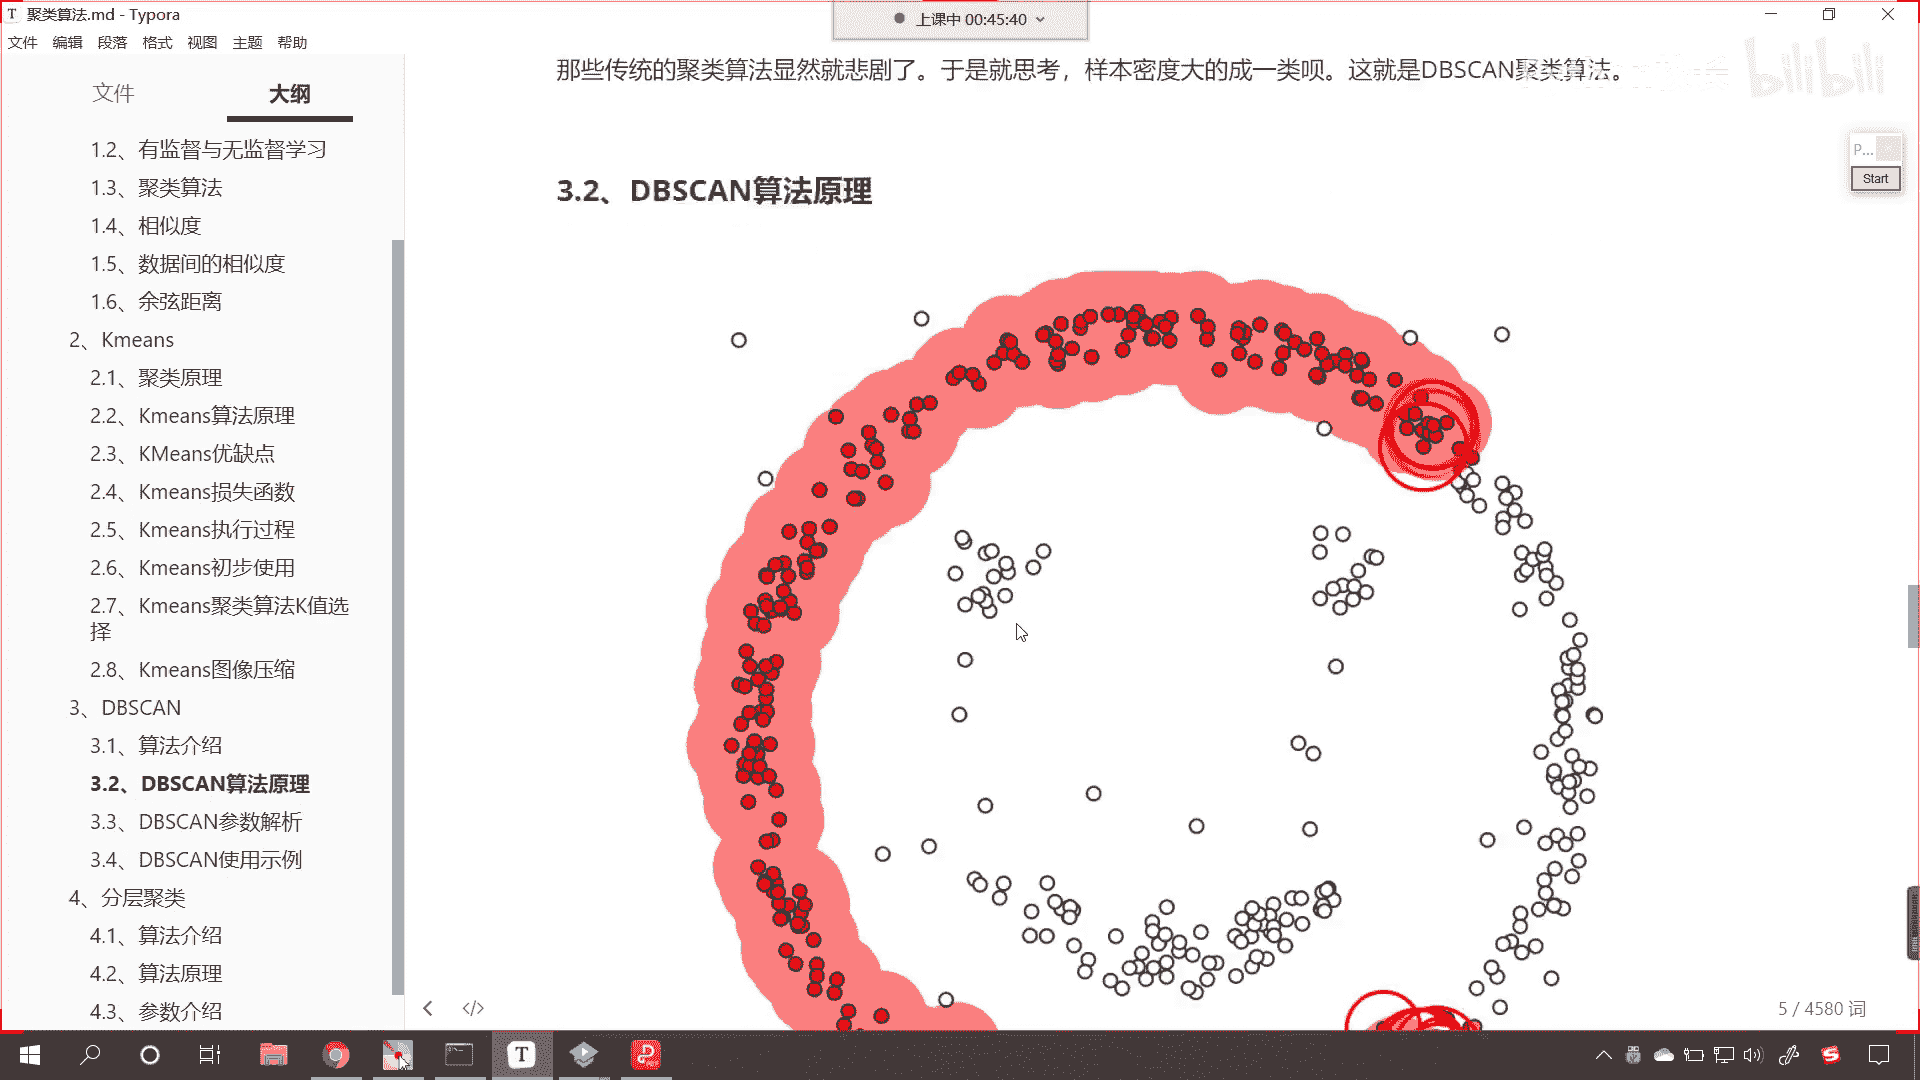 聚类算法.md - Typora
上课中 00:45:40
文件 编辑 段落 格式 视图 主题 帮助
文件 大纲
1.2、有监督与无监督学习
1.3、聚类算法
1.4、相似度
1.5、数据间的相似度
1.6、余弦距离
2、Kmeans
2.1、聚类原理
2.2、Kmeans算法原理
2.3、KMeans优缺点
2.4、Kmeans损失函数
2.5、Kmeans执行过程
2.6、Kmeans初步使用
2.7、Kmeans聚类算法K值选
择
2.8、Kmeans图像压缩
3、DBSCAN
3.1、算法介绍
3.2、DBSCAN算法原理
3.3、DBSCAN参数解析
3.4、DBSCAN使用示例
4、分层聚类
4.1、算法介绍
4.2、算法原理
4.3、参数介绍
那些传统的聚类算法显然就悲剧了。于是就思考，样本密度大的成一类呗。这就是DBSCAN聚类算法。
bilibili
P...
Start
3.2、DBSCAN算法原理
5 / 4580 词